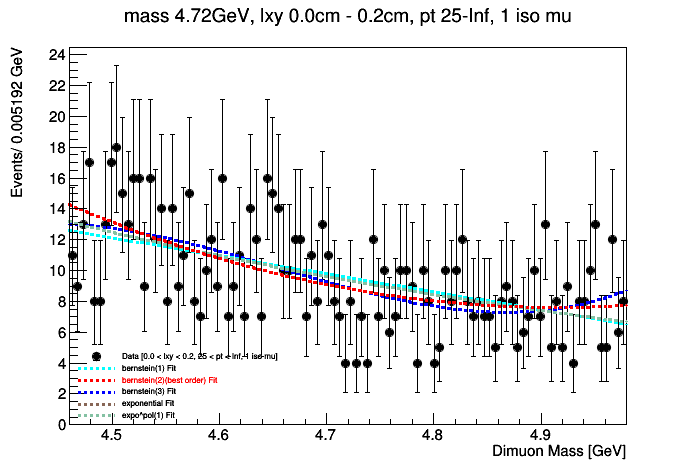 mass 4.72GeV, lxy 0.0cm - 0.2cm, pt 25-Inf, 1 iso mu
Events/ 0.005192 GeV
24
22
20
18
16
14
12
10
8
6
4
2
0
Data [0.0 < lxy < 0.2, 25 < pt < Inf, 1 iso mu]
bernstein(1) Fit
bernstein(2)(best order) Fit
bernstein(3) Fit
exponential Fit
expo*pol(1) Fit
4.5 4.6 4.7 4.8 4.9
Dimuon Mass [GeV]